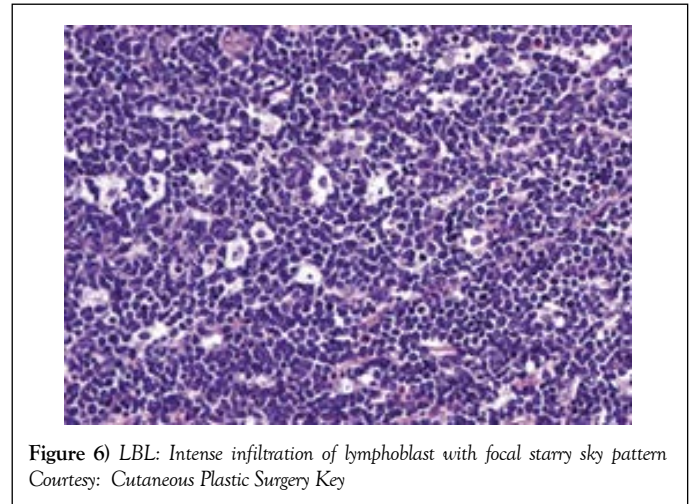 Figure 6) LBL: Intense infiltration of lymphoblast with focal starry sky pattern
Courtesy: Cutaneous Plastic Surgery Key